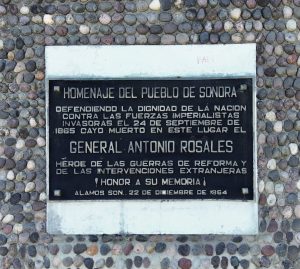 HOMENAJE DEL PUEBLO DE SONORA
DEFENDIENDO LA DIGNIDAD DE LA NACION
CONTRA LAS FUERZAS IMPERIALISTAS
INVASORAS EL 24 DE SEPTIEMBRE DE
1865 CAYO MUERTO EN ESTE LUGAR EL
GENERAL ANTONIO ROSALES
HÉROE DE LAS GUERRAS DE REFORMA Y
DE LAS INTERVENCIONES EXTRANJERAS
¡HONOR A SU MEMORIA¡
ALAMOS SON. 22 DE DICIEMBRE DE 1964